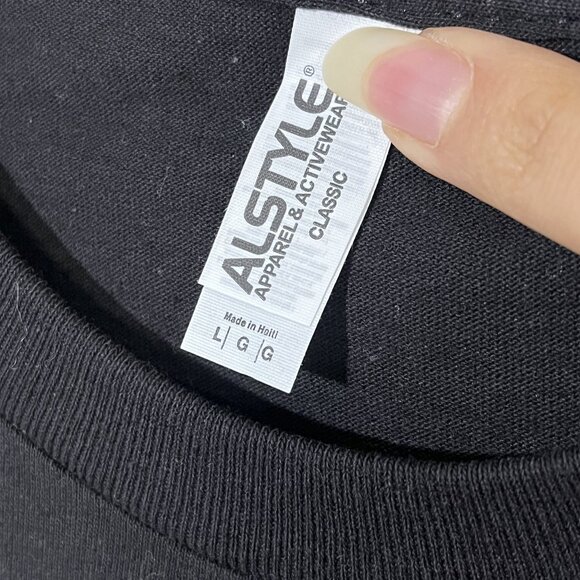 ALSTYLE®
APPAREL & ACTIVEWEAR
CLASSIC
Made in Haiti
L | G | G